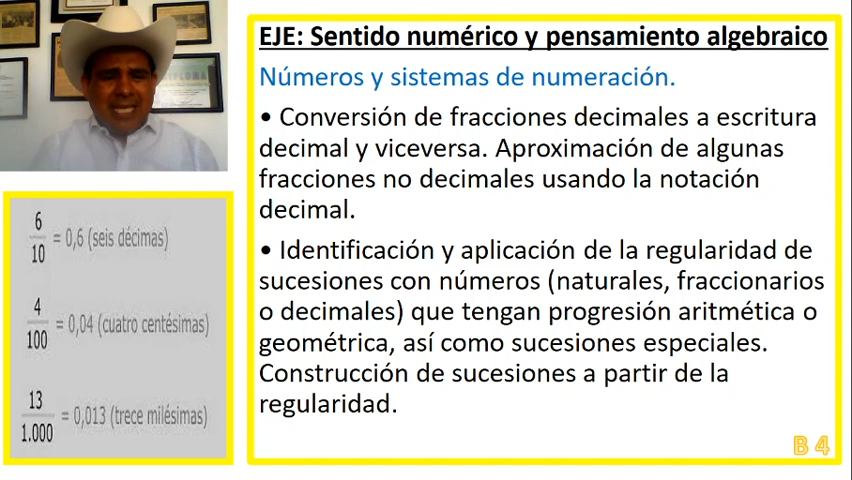 EJE: Sentido numérico y pensamiento algebraico
Números y sistemas de numeración.
• Conversión de fracciones decimales a escritura
decimal y viceversa. Aproximación de algunas
fracciones no decimales usando la notación
decimal.
• Identificación y aplicación de la regularidad de
sucesiones con números (naturales, fraccionarios
o decimales) que tengan progresión aritmética o
geométrica, así como sucesiones especiales.
Construcción de sucesiones a partir de la
regularidad.
B 4
6/10 = 0,6 (seis décimas)
4/100 = 0,04 (cuatro centésimas)
13/1.000 = 0,013 (trece milésimas)